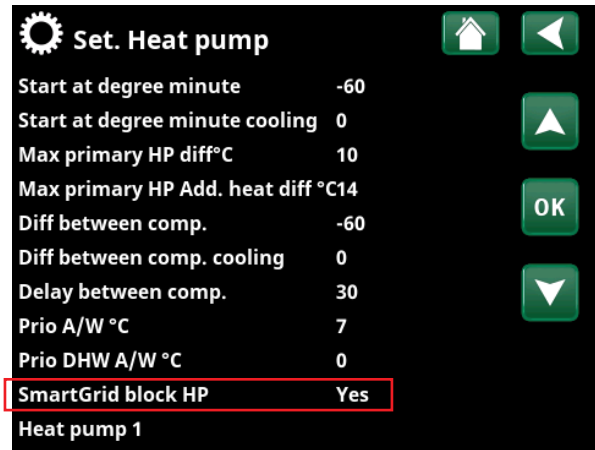 Set. Heat pump
Start at degree minute -60
Start at degree minute cooling 0
Max primary HP diff°C 10
Max primary HP Add. heat diff °C14
Diff between comp. -60
OK
Diff between comp. cooling 0
Delay between comp. 30
Prio A/W °C 7
Prio DHW A/W °C 0
SmartGrid block HP Yes
Heat pump 1